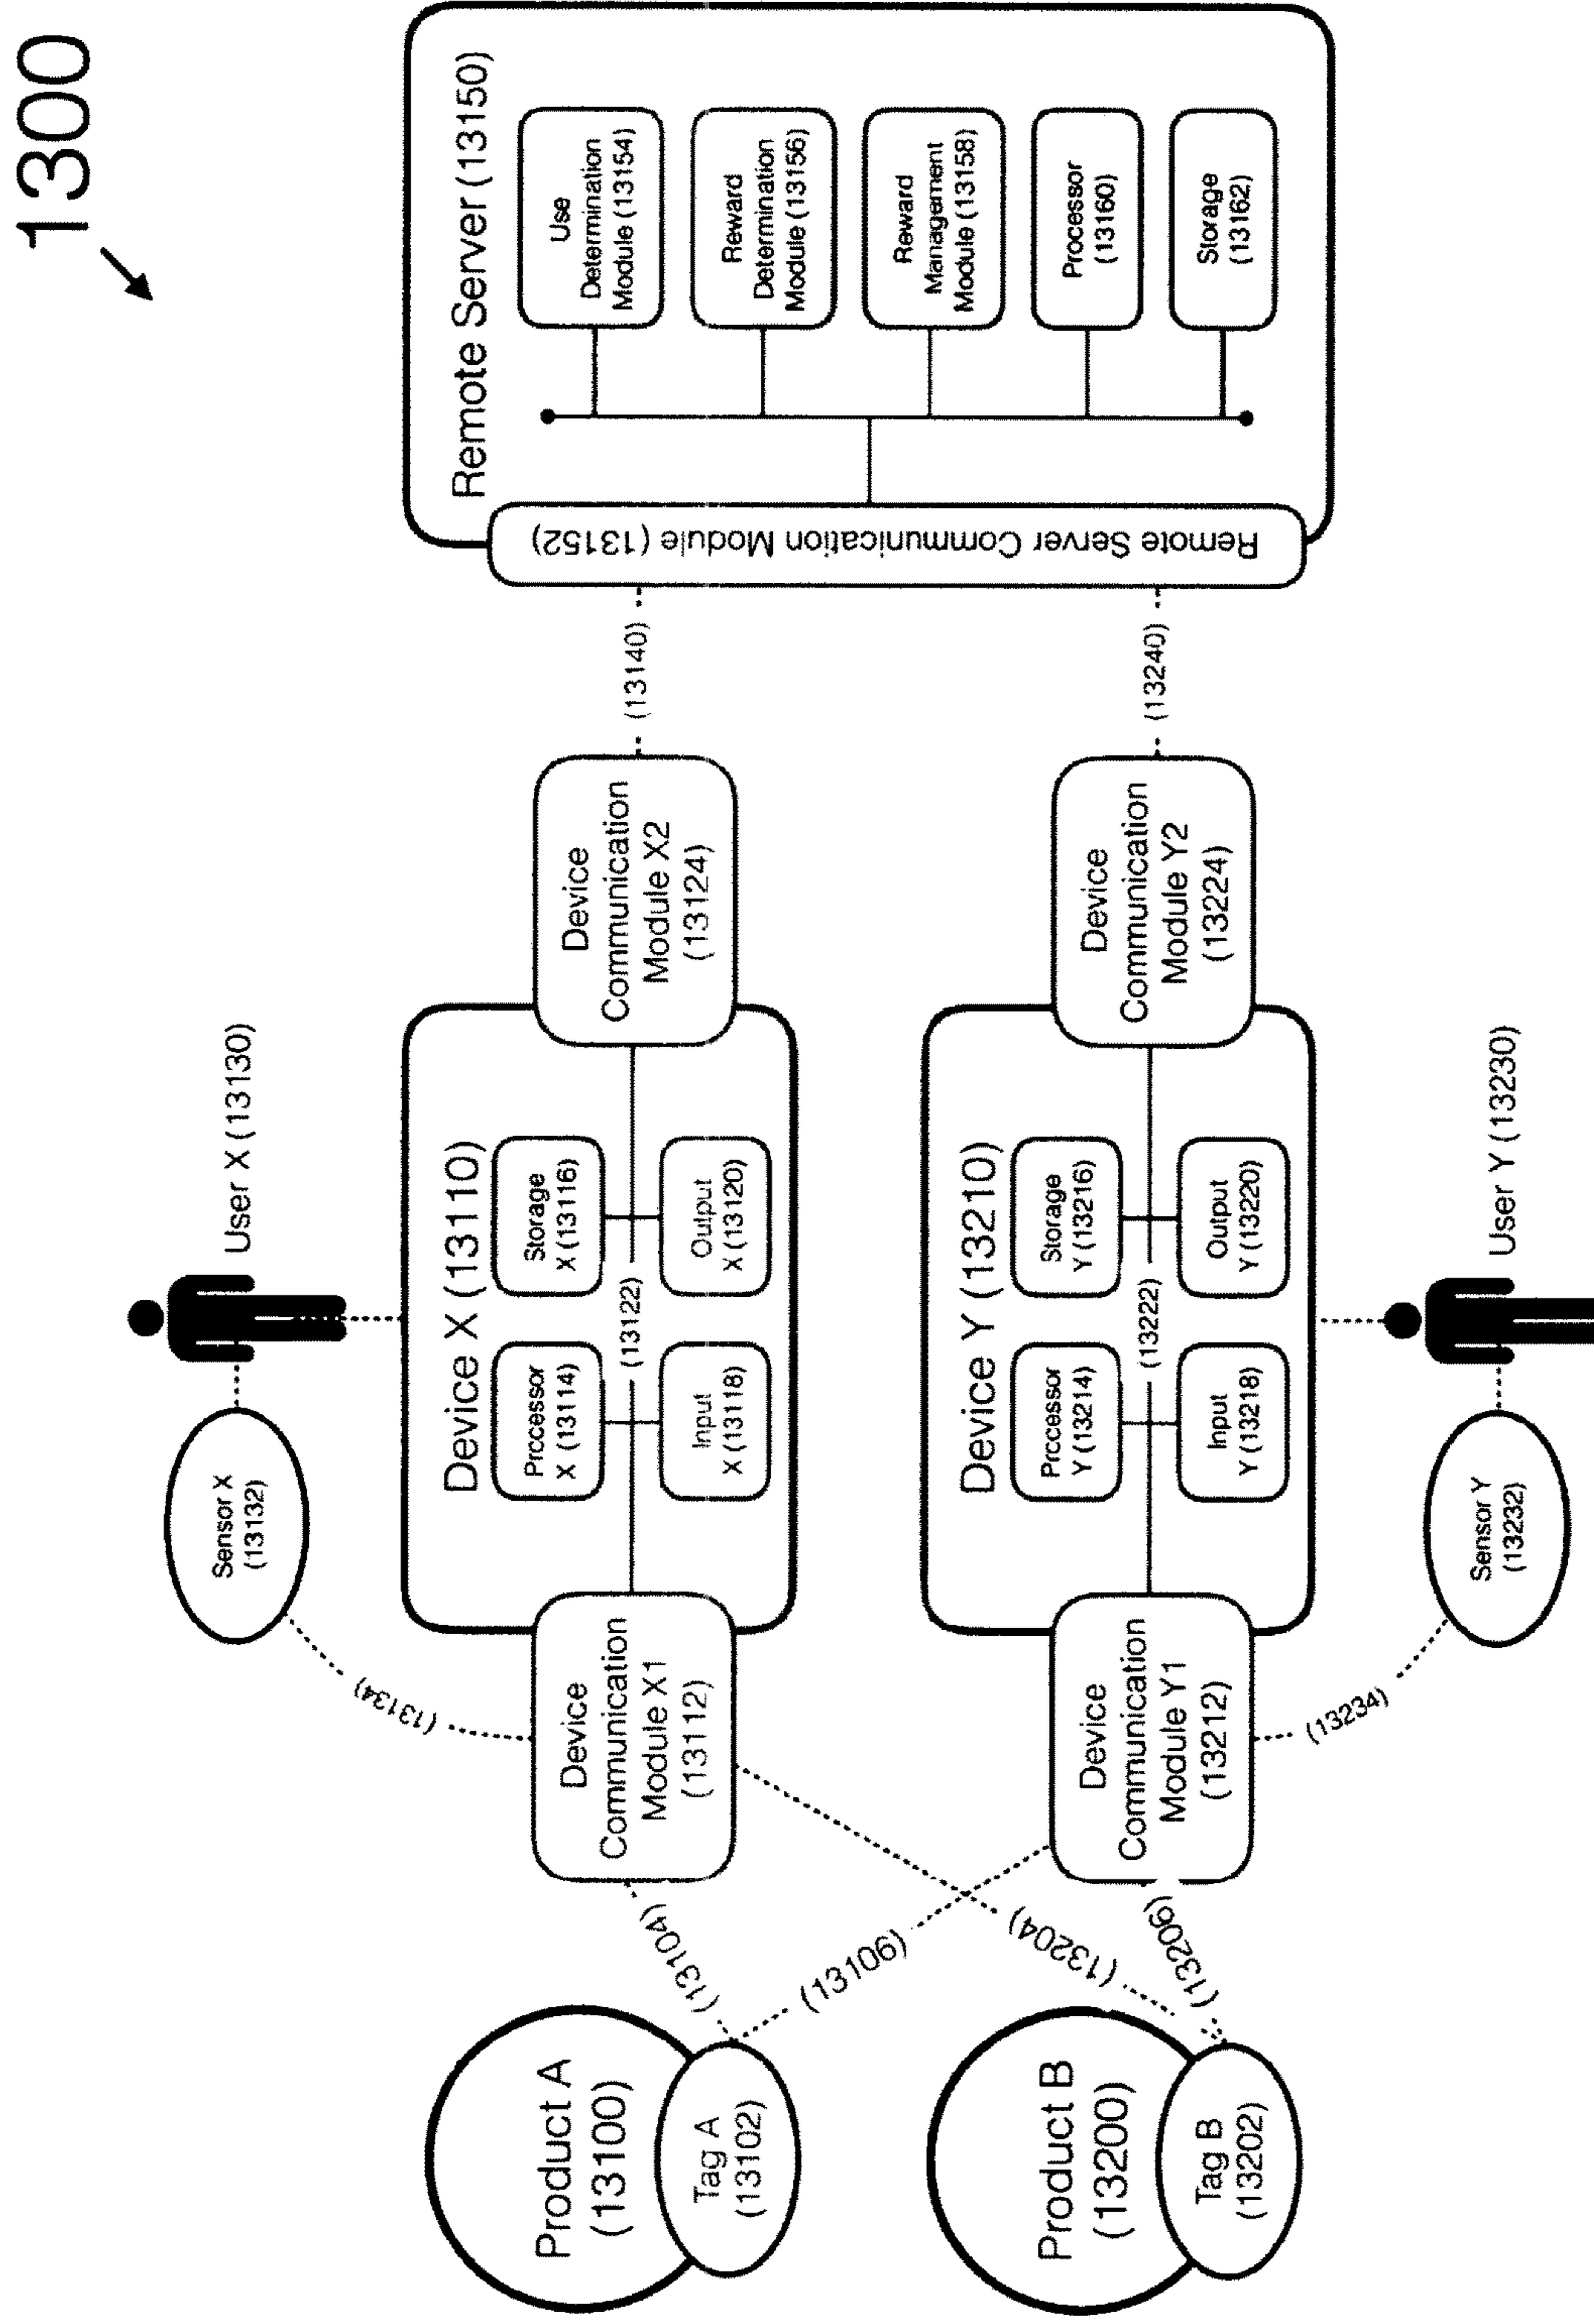 1300
User X (13130)
Sensor X
(13132)
(13134)
Product A
(13100)
Tag A
(13102)
(13104)
(13106)
Device
Communication
Module X1
(13112)
Device X (13110)
Prccessor
X (13114)
Storage
X (13116)
(13122)
Input
X (13118)
Output
X (13120)
Device
Communication
Module X2
(13124)
(13140)
Remote Server (13150)
Remote Server Communication Module (13152)
Use
Determination
Module (13154)
Reward
Determination
Module (13156)
Reward
Management
Module (13158)
Processor
(13160)
Storage
(13162)
Product B
(13200)
Tag B
(13202)
(13204)
(13206)
Device
Communication
Module Y1
(13212)
Device Y (13210)
Prccessor
Y (13214)
Storage
Y (13216)
(13222)
Input
Y (13218)
Output
Y (13220)
Device
Communication
Module Y2
(13224)
(13240)
(13234)
Sensor Y
(13232)
User Y (13230)